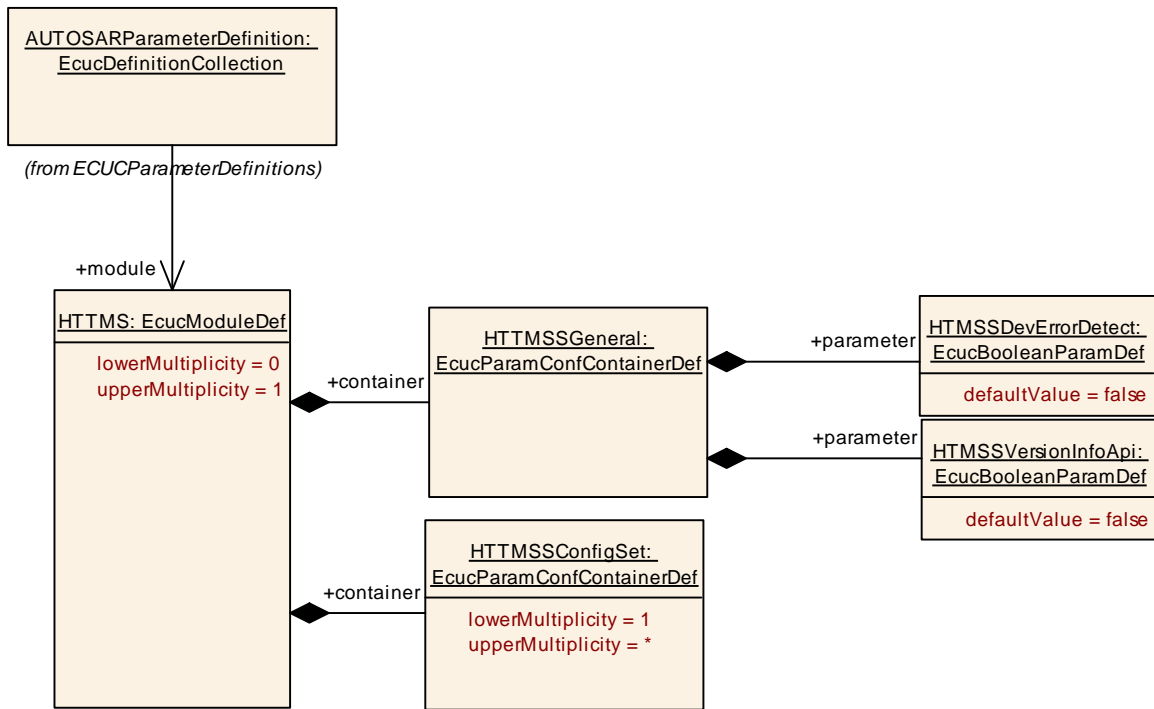 AUTOSARParameterDefinition:
EcucDefinitionCollection
(from ECUCParameterDefinitions)
+module
HTTMS: EcucModuleDef
lowerMultiplicity = 0
upperMultiplicity = 1
+container
HTTMSSGeneral:
EcucParamConfContainerDef
+parameter
HTMSSDevErrorDetect:
EcucBooleanParamDef
defaultValue = false
+parameter
HTMSSVersionInfoApi:
EcucBooleanParamDef
defaultValue = false
+container
HTTMSSConfigSet:
EcucParamConfContainerDef
lowerMultiplicity = 1
upperMultiplicity = *